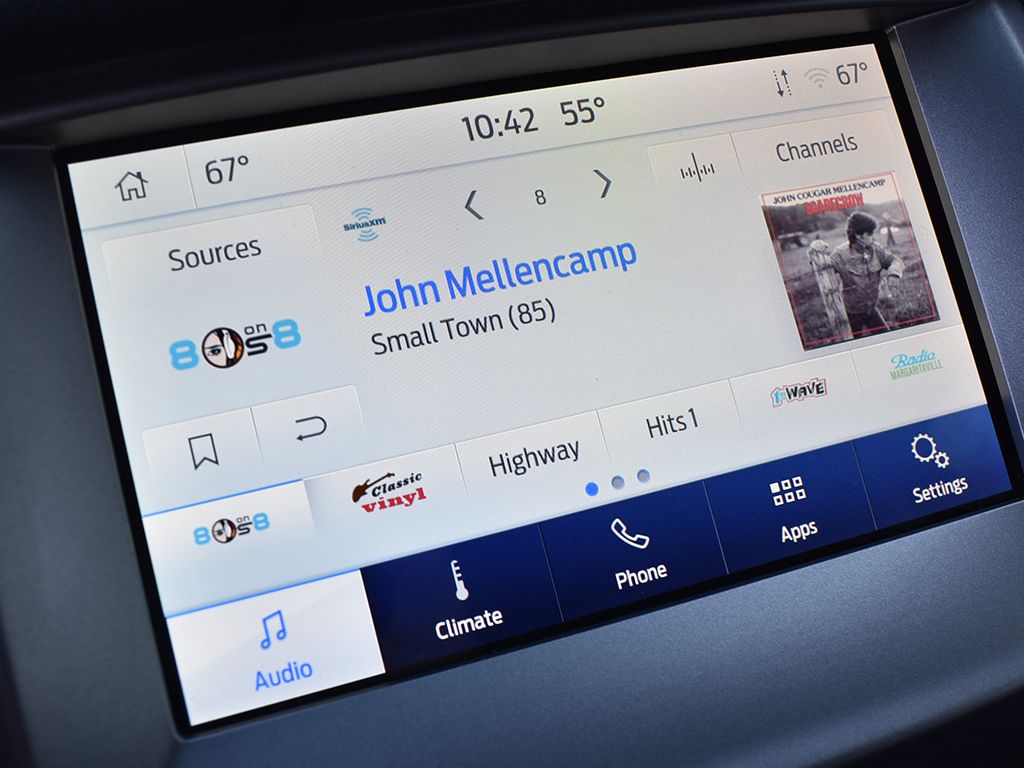 67°
10:42 55°
67°
Sources
SiriusXM
8
Channels
John Mellencamp
Small Town (85)
80s on 8
JOHN COUGAR MELLENCAMP
SCARECROW
80s on 8
Classic
vinyl
Highway
Hits 1
1st WAVE
Radio
MARGARITAVILLE
Audio
Climate
Phone
Apps
Settings